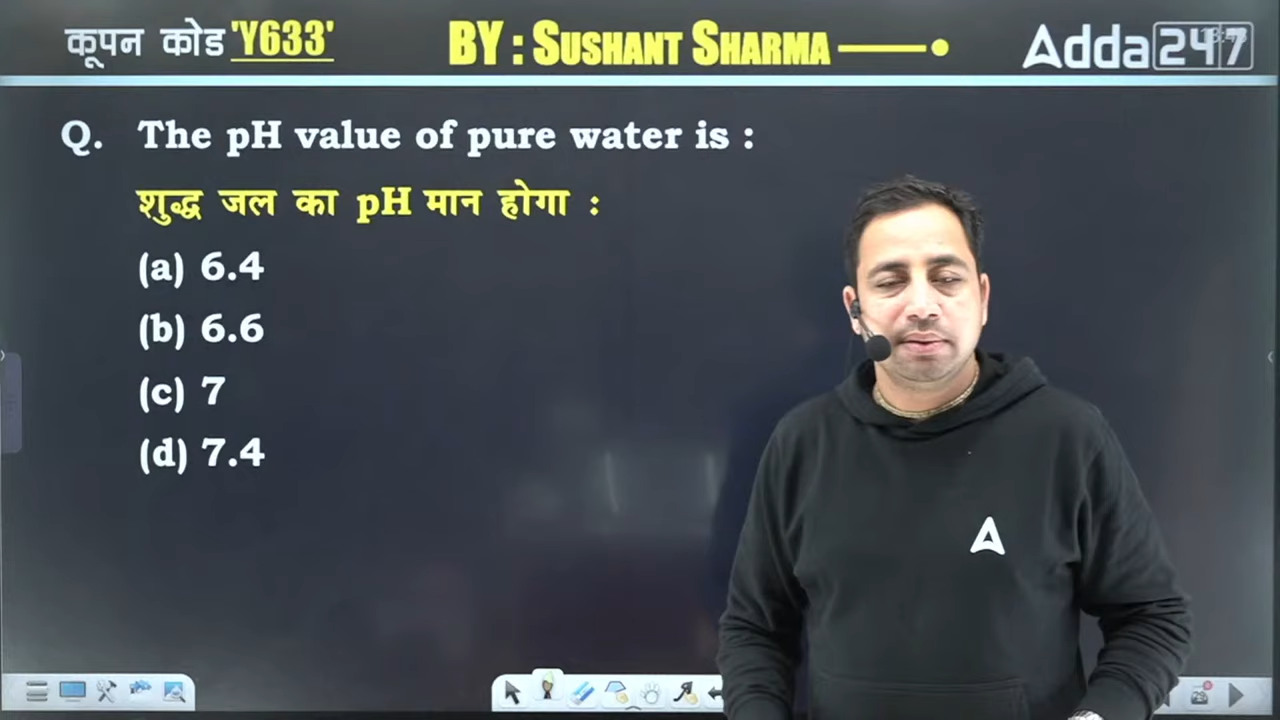 कूपन कोड 'Y633'
BY : SUSHANT SHARMA
Adda247
Q. The pH value of pure water is :
शुद्ध जल का pH मान होगा :
(a) 6.4
(b) 6.6
(c) 7
(d) 7.4